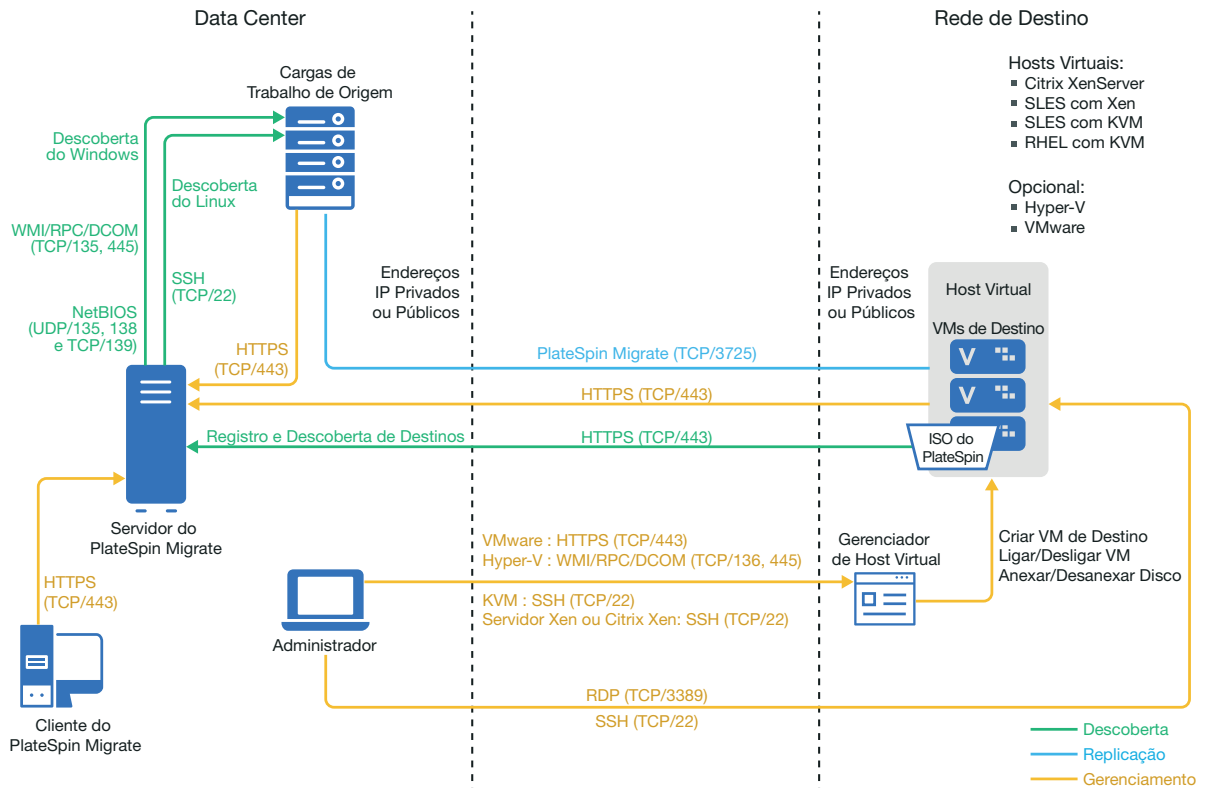 Data Center
Rede de Destino
Hosts Virtuais:
Citrix XenServer
SLES com Xen
SLES com KVM
RHEL com KVM
Opcional:
Hyper-V
VMware
Cargas de
Trabalho de Origem
Descoberta
do Windows
Descoberta
do Linux
WMI/RPC/DCOM
(TCP/135, 445)
SSH
(TCP/22)
NetBIOS
(UDP/135, 138
e TCP/139)
HTTPS
(TCP/443)
Endereços
IP Privados
ou Públicos
Endereços
IP Privados
ou Públicos
Host Virtual
VMs de Destino
V
V
ISO do
PlateSpin
PlateSpin Migrate (TCP/3725)
HTTPS (TCP/443)
Registro e Descoberta de Destinos
HTTPS (TCP/443)
Servidor do
PlateSpin Migrate
HTTPS
(TCP/443)
Cliente do
PlateSpin Migrate
Administrador
VMware : HTTPS (TCP/443)
Hyper-V : WMI/RPC/DCOM (TCP/136, 445)
KVM : SSH (TCP/22)
Servidor Xen ou Citrix Xen: SSH (TCP/22)
Gerenciador
de Host Virtual
Criar VM de Destino
Ligar/Desligar VM
Anexar/Desanexar Disco
RDP (TCP/3389)
SSH (TCP/22)
Descoberta
Replicação
Gerenciamento